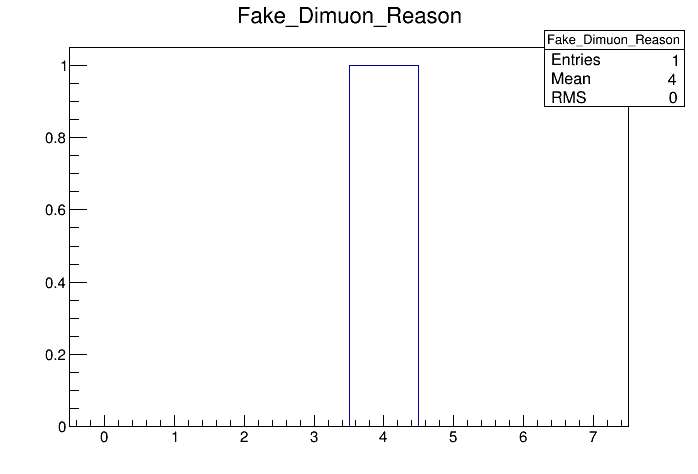 Fake_Dimuon_Reason
Fake_Dimuon_Reason
Entries 1
Mean 4
RMS 0
1
0.8
0.6
0.4
0.2
0
0 1 2 3 4 5 6 7